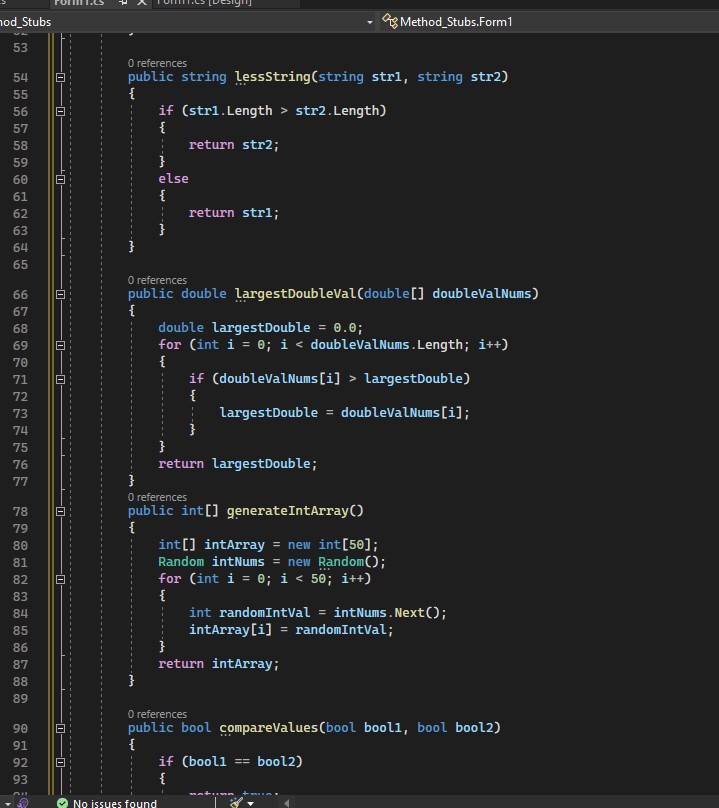 Form1.cs
Form1.cs [Design]
Method_Stubs.Form1
53
0 references
54 public string lessString(string str1, string str2)
55 {
56 if (str1.Length > str2.Length)
57 {
58 return str2;
59 }
60 else
61 {
62 return str1;
63 }
64 }
65
0 references
66 public double largestDoubleVal(double[] doubleValNums)
67 {
68 double largestDouble = 0.0;
69 for (int i = 0; i < doubleValNums.Length; i++)
70 {
71 if (doubleValNums[i] > largestDouble)
72 {
73 largestDouble = doubleValNums[i];
74 }
75 }
76 return largestDouble;
77 }
0 references
78 public int[] generateIntArray()
79 {
80 int[] intArray = new int[50];
81 Random intNums = new Random();
82 for (int i = 0; i < 50; i++)
83 {
84 int randomIntVal = intNums.Next();
85 intArray[i] = randomIntVal;
86 }
87 return intArray;
88 }
89
0 references
90 public bool compareValues(bool bool1, bool bool2)
91 {
92 if (bool1 == bool2)
93 {
return true;
No issues found